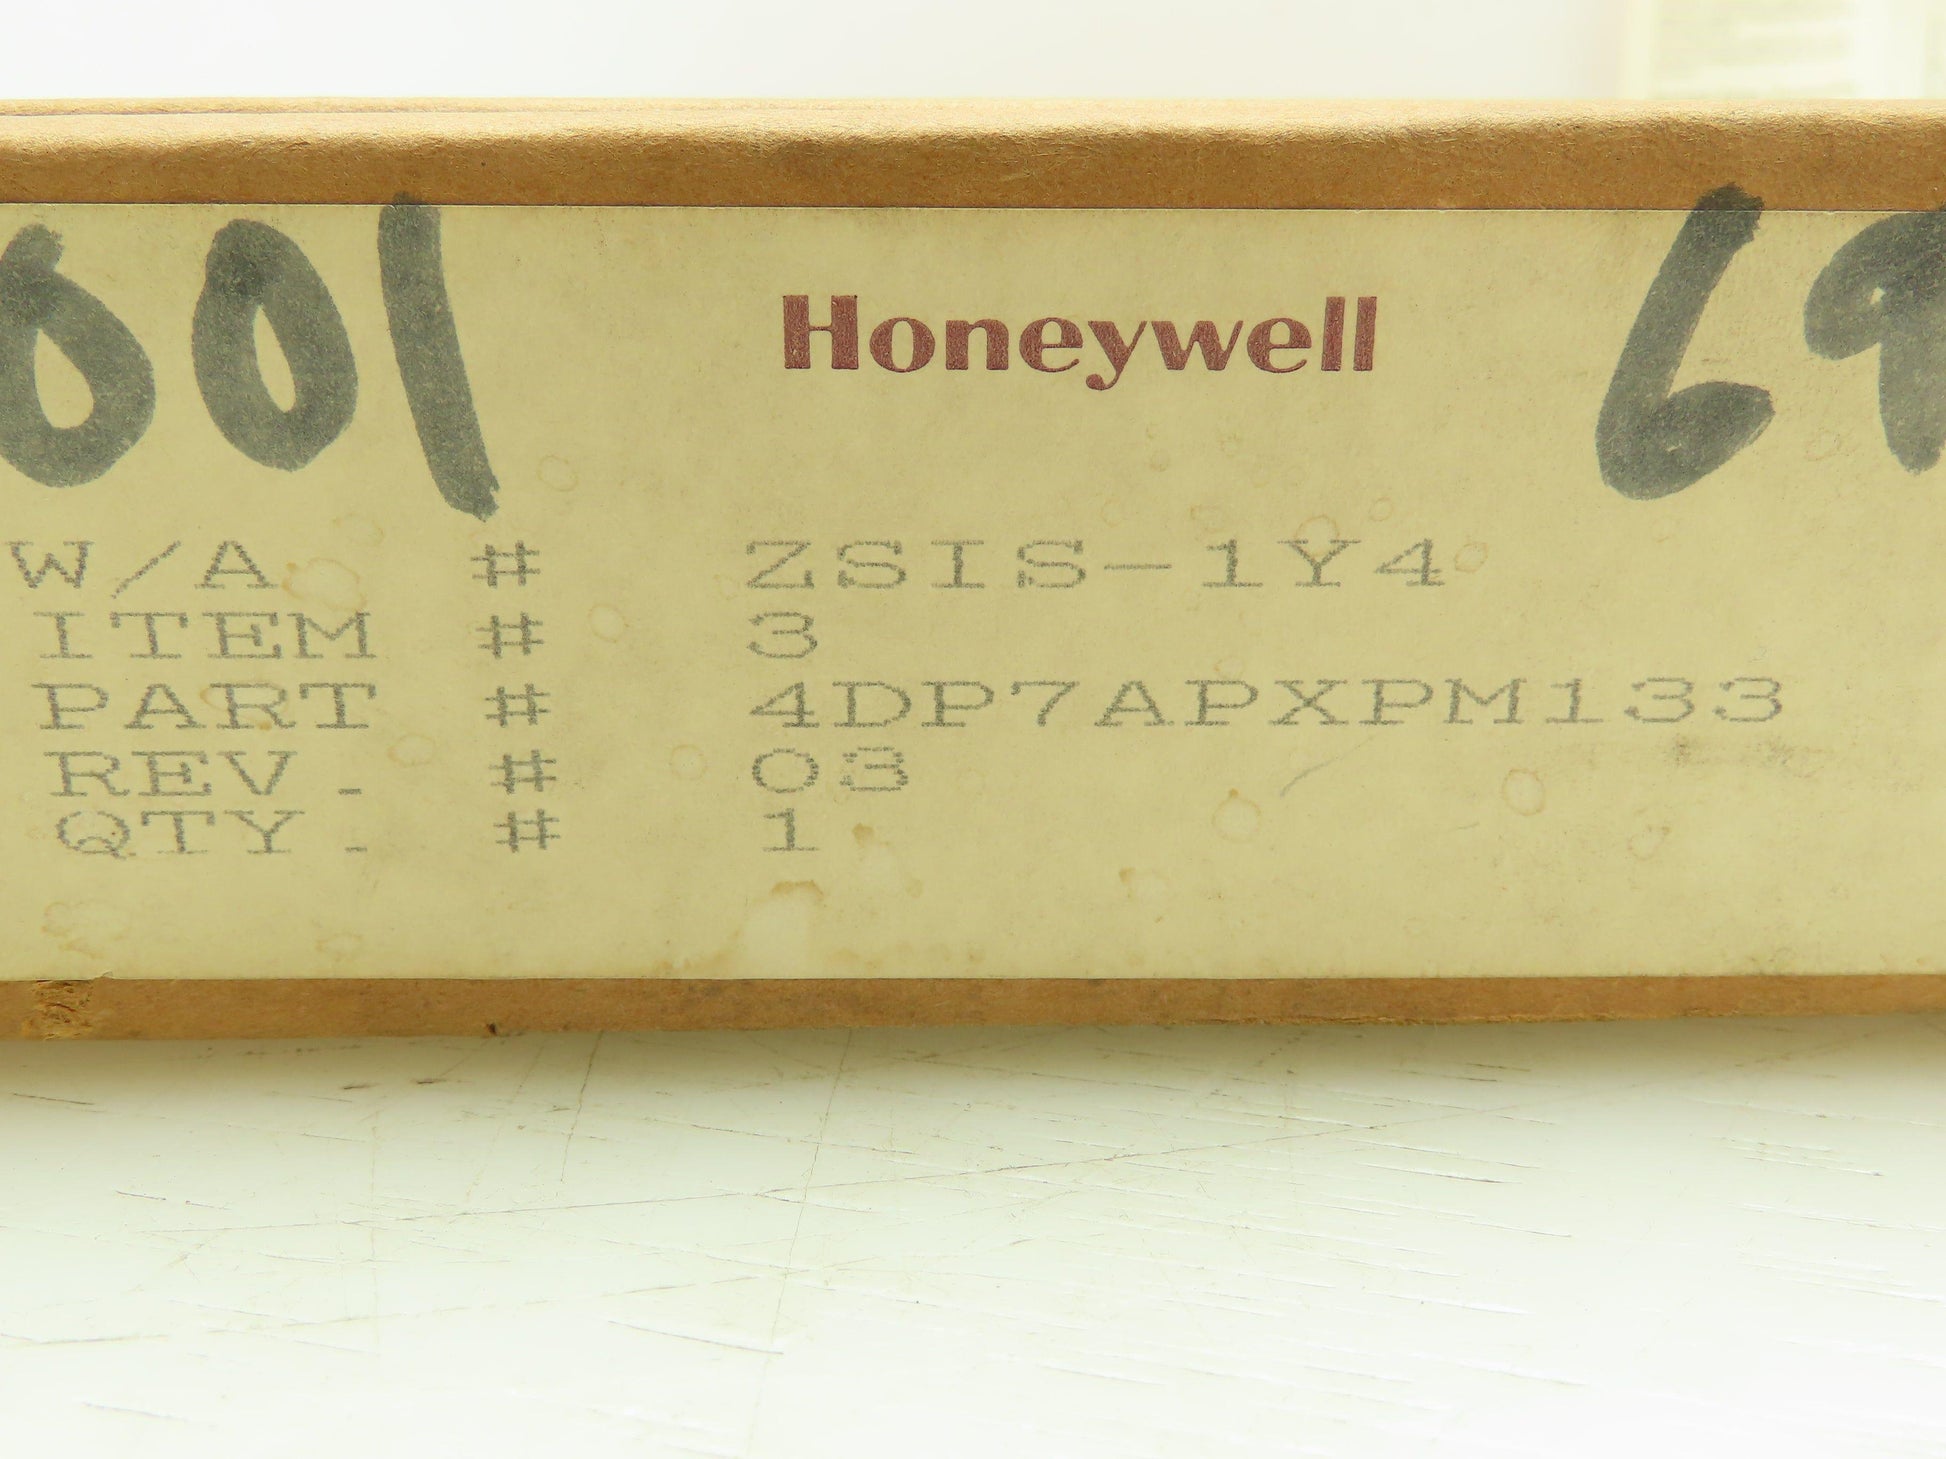 001 69
Honeywell
W/A # ZSIS-1Y4
ITEM # 3
PART # 4DP7APXPM133
REV. # 03
QTY. # 1